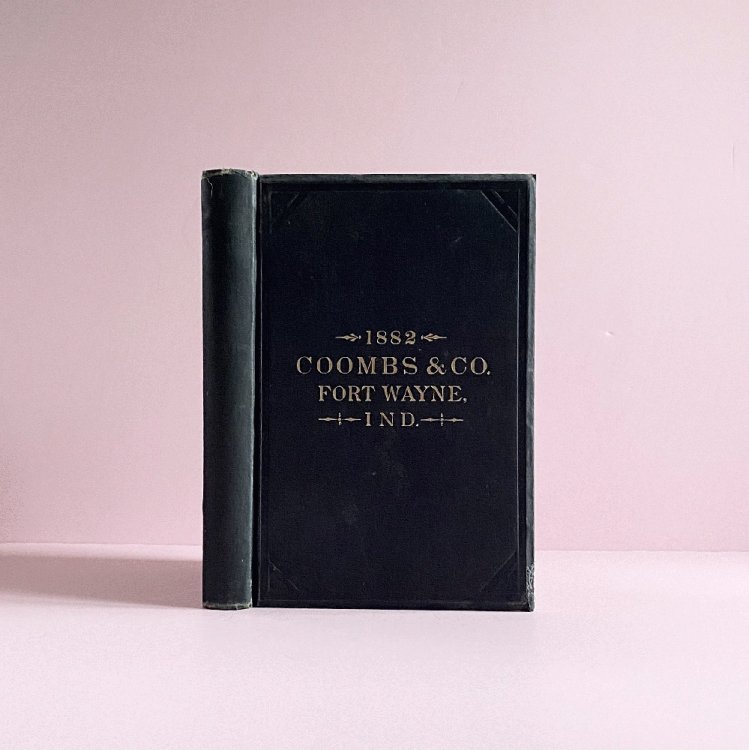 1882
COOMBS & CO.
FORT WAYNE,
IND.